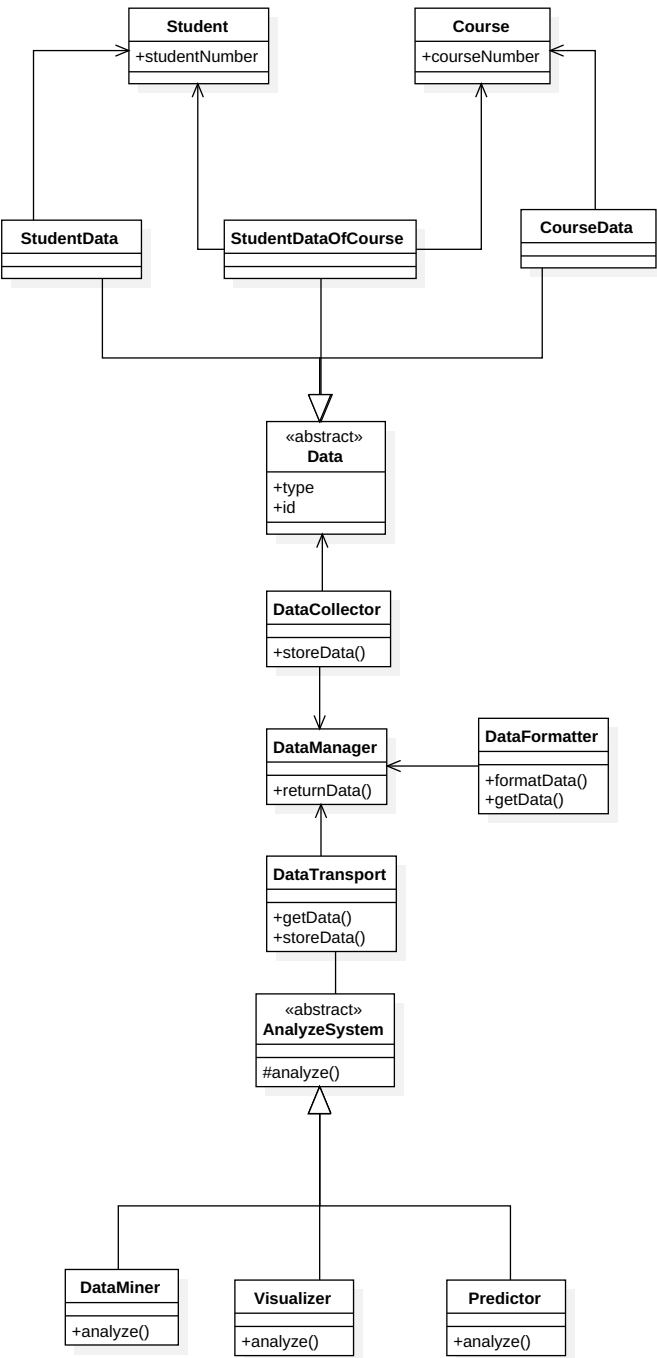 Student
+studentNumber
Course
+courseNumber
StudentData
StudentDataOfCourse
CourseData
«abstract»
Data
+type
+id
DataCollector
+storeData()
DataManager
+returnData()
DataFormatter
+formatData()
+getData()
DataTransport
+getData()
+storeData()
«abstract»
AnalyzeSystem
#analyze()
DataMiner
+analyze()
Visualizer
+analyze()
Predictor
+analyze()